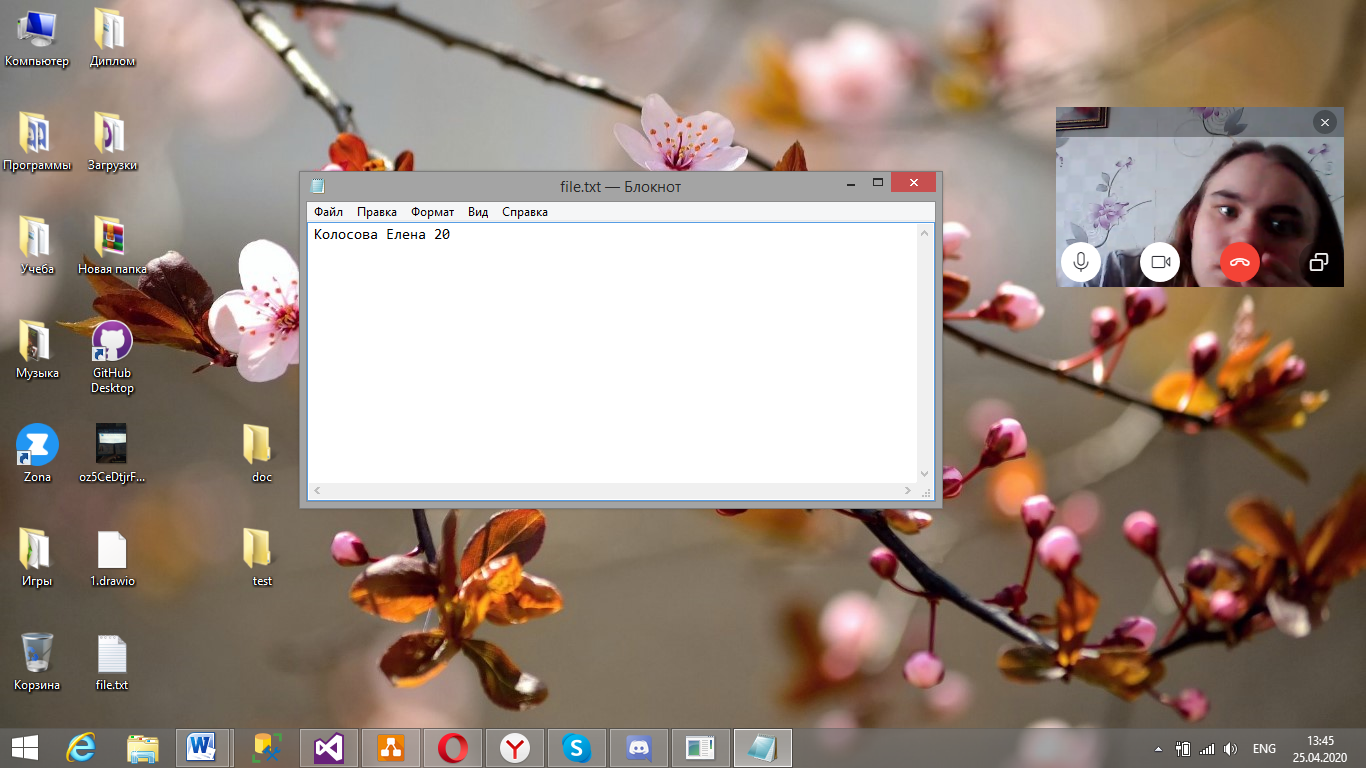 Компьютер
Диплом
Программы
Загрузки
Учеба
Новая папка
Музыка
GitHub
Desktop
Zona
oz5CeDtjrF...
doc
Игры
1.drawio
test
Корзина
file.txt
file.txt — Блокнот
Файл Правка Формат Вид Справка
Колосова Елена 20
ENG
13:45
25.04.2020